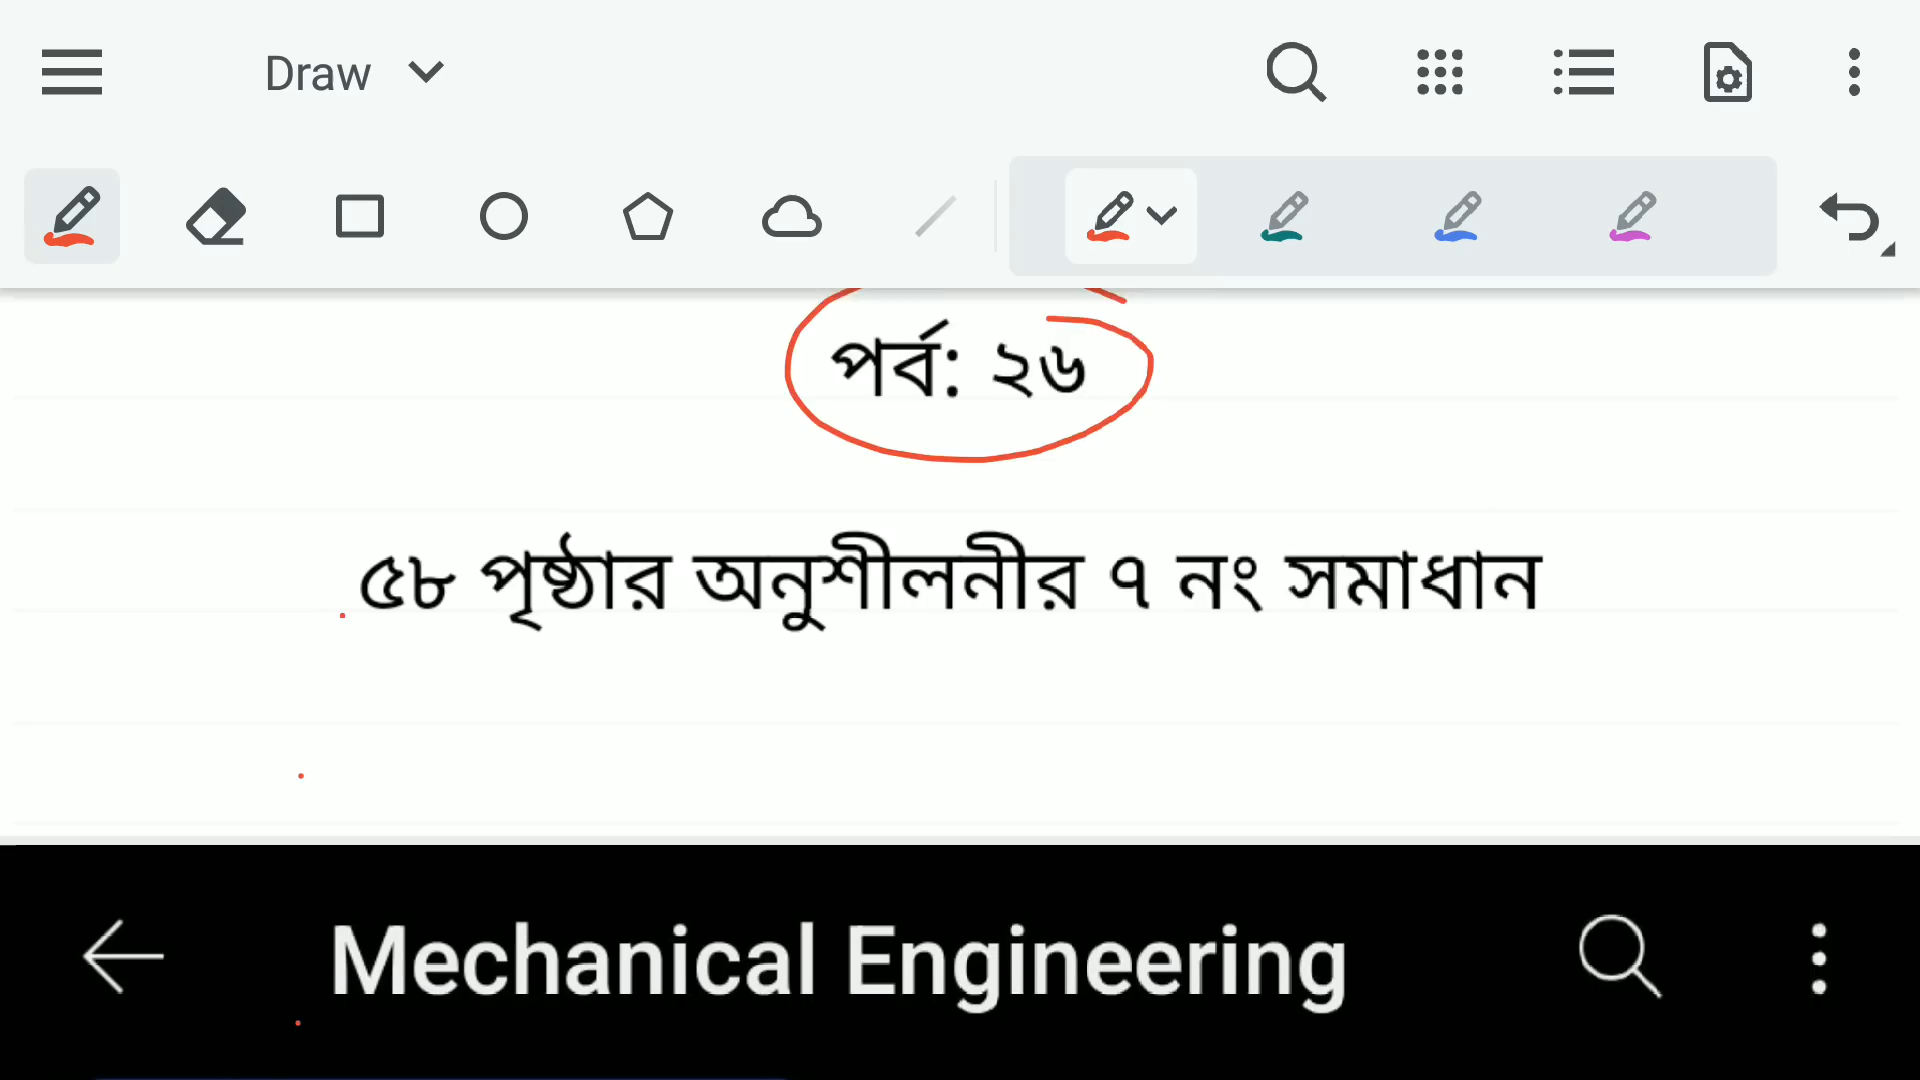 Draw
পর্ব: ২৬
৫৮ পৃষ্ঠার অনুশীলনীর ৭ নং সমাধান
Mechanical Engineering